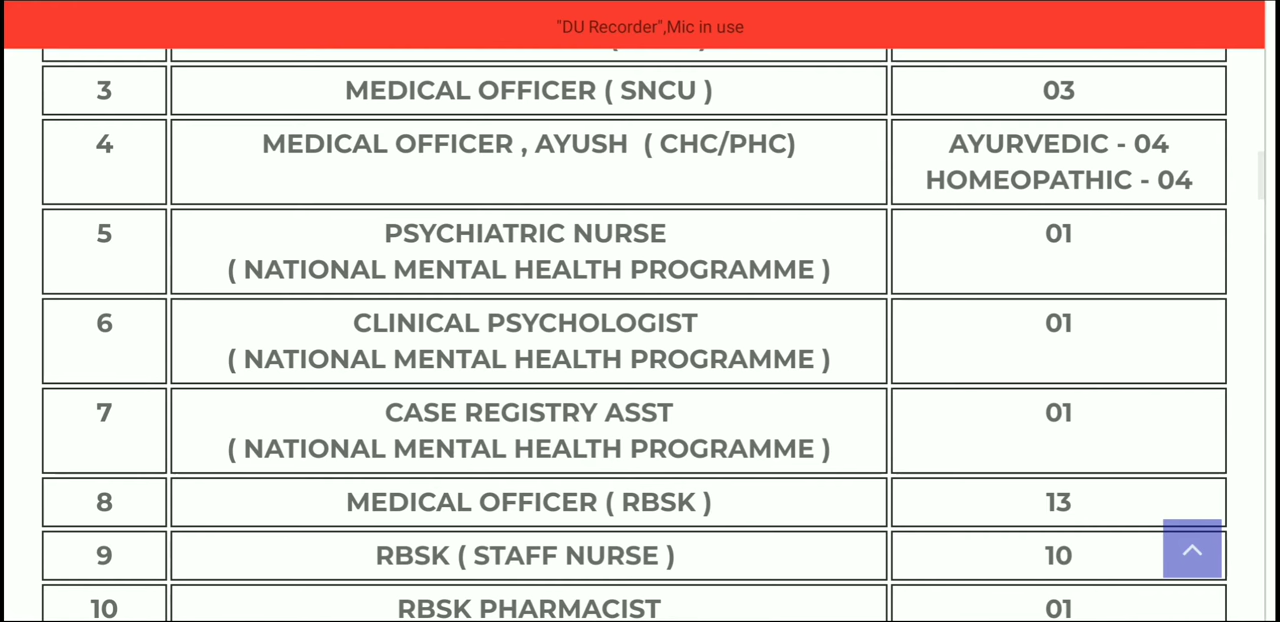 "DU Recorder",Mic in use
3 MEDICAL OFFICER ( SNCU ) 03
4 MEDICAL OFFICER , AYUSH ( CHC/PHC) AYURVEDIC - 04
HOMEOPATHIC - 04
5 PSYCHIATRIC NURSE 01
( NATIONAL MENTAL HEALTH PROGRAMME )
6 CLINICAL PSYCHOLOGIST 01
( NATIONAL MENTAL HEALTH PROGRAMME )
7 CASE REGISTRY ASST 01
( NATIONAL MENTAL HEALTH PROGRAMME )
8 MEDICAL OFFICER ( RBSK ) 13
9 RBSK ( STAFF NURSE ) 10
10 RBSK PHARMACIST 01